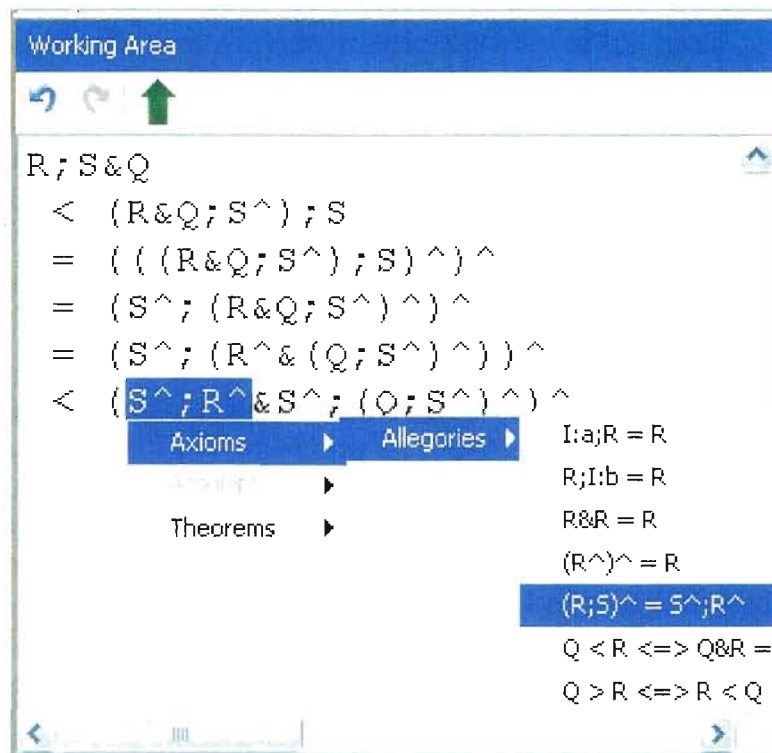 Working Area
R;S&Q
< (R&Q;S^);S
= (((R&Q;S^);S)^)^
= (S^;(R&Q;S^)^)^
= (S^;(R^&(Q;S^)^))^
< (S^;R^&S^;(Q;S^)^)^
Axioms
Allegories
Theorems
I:a;R = R
R;I:b = R
R&R = R
(R^)^ = R
(R;S)^ = S^;R^
Q < R <=> Q&R =
Q > R <=> R < Q